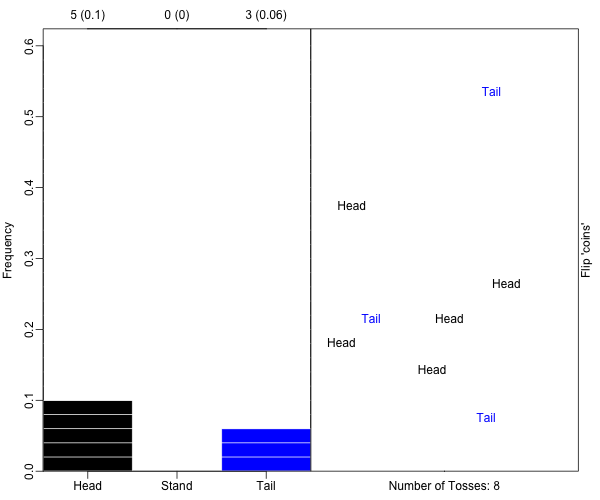 5 (0.1) 0 (0) 3 (0.06)
0.6
0.5
0.4
0.3
0.2
0.1
0.0
Frequency
Head Stand Tail
Tail
Head
Head
Tail
Head
Head
Head
Tail
Number of Tosses: 8
Flip 'coins'